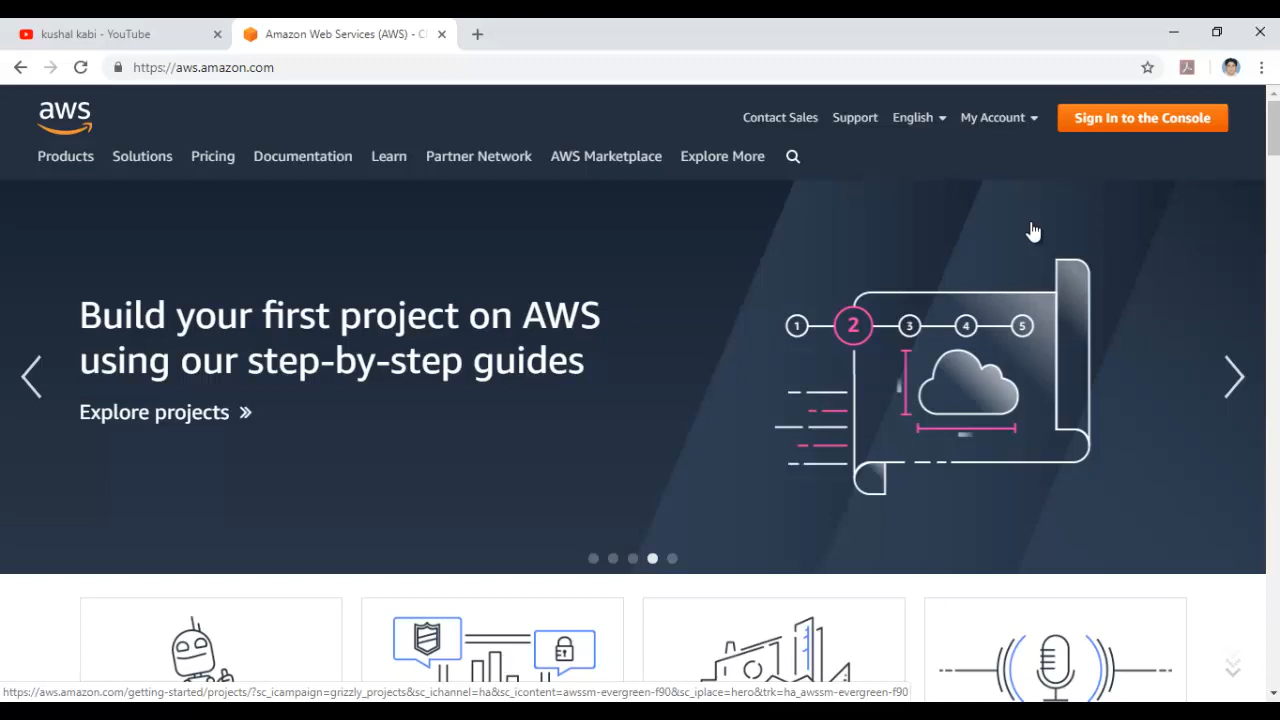 kushal kabi - YouTube
Amazon Web Services (AWS) - Cl
https://aws.amazon.com
aws
Contact Sales Support English My Account Sign In to the Console
Products Solutions Pricing Documentation Learn Partner Network AWS Marketplace Explore More
Build your first project on AWS
using our step-by-step guides
Explore projects »
1 2 3 4 5
https://aws.amazon.com/getting-started/projects/?sc_icampaign=grizzly_projects&sc_ichannel=ha&sc_icontent=awssm-evergreen-f90&sc_iplace=hero&trk=ha_awssm-evergreen-f90